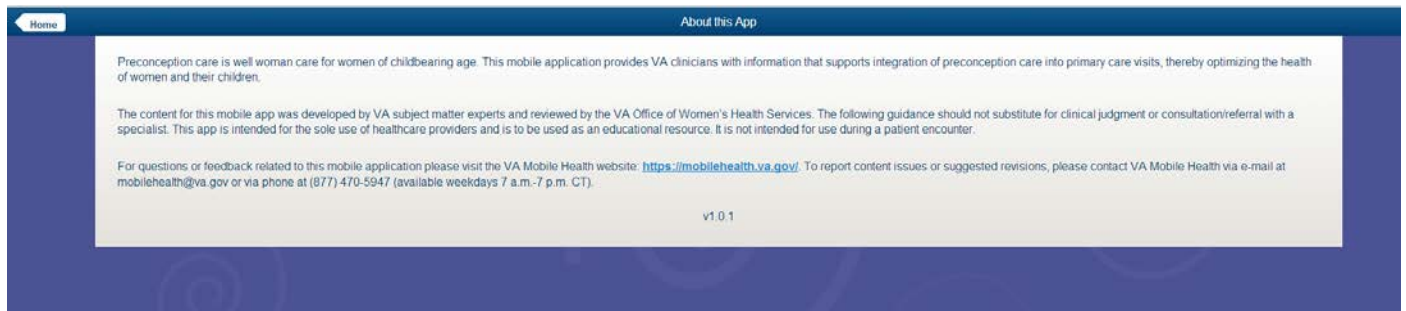 Home
About this App
Preconception care is well woman care for women of childbearing age. This mobile application provides VA clinicians with information that supports integration of preconception care into primary care visits, thereby optimizing the health
of women and their children.
The content for this mobile app was developed by VA subject matter experts and reviewed by the VA Office of Women's Health Services. The following guidance should not substitute for clinical judgment or consultation/referral with a
specialist. This app is intended for the sole use of healthcare providers and is to be used as an educational resource. It is not intended for use during a patient encounter.
For questions or feedback related to this mobile application please visit the VA Mobile Health website: https://mobilehealth.va.gov/. To report content issues or suggested revisions, please contact VA Mobile Health via e-mail at
mobilehealth@va.gov or via phone at (877) 470-5947 (available weekdays 7 a.m.-7 p.m. CT).
v1.0.1